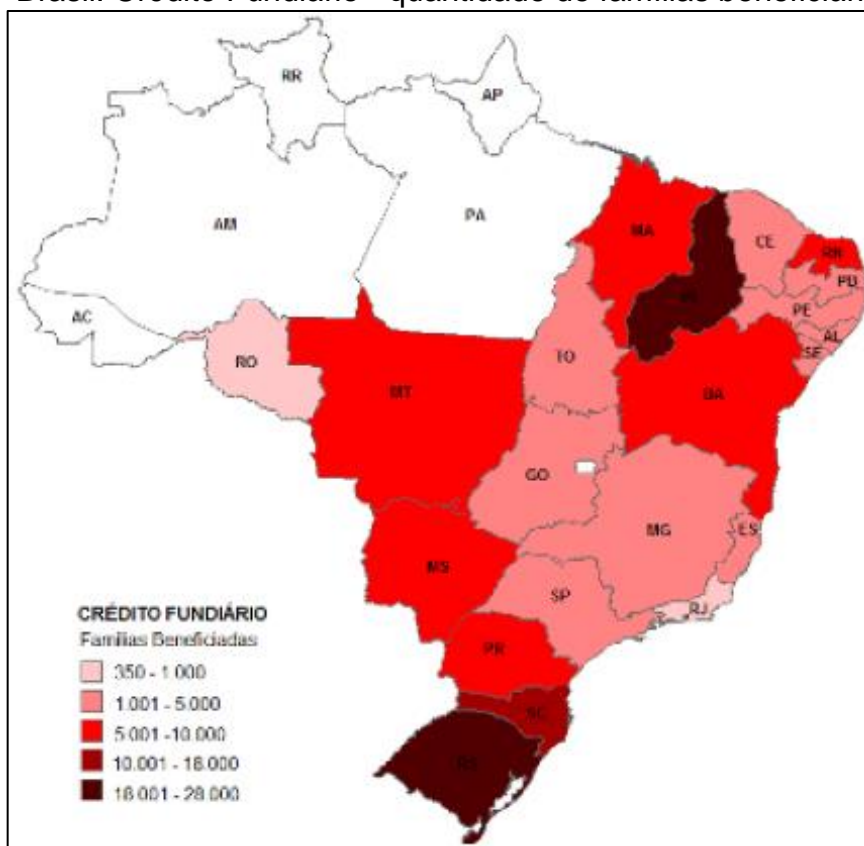 Brasil: Crédito Fundiário - quantidade de famílias
RR
AP
AM
PA
MA
CE
RN
PB
PE
AL
SE
AC
RO
TO
MT
BA
GO
MG
ES
MS
SP
RJ
PR
SC
RS
CRÉDITO FUNDIÁRIO
Famílias Beneficiadas
350 - 1.000
1.001 - 5.000
5.001 -10.000
10.001 - 18.000
18.001 - 28.000